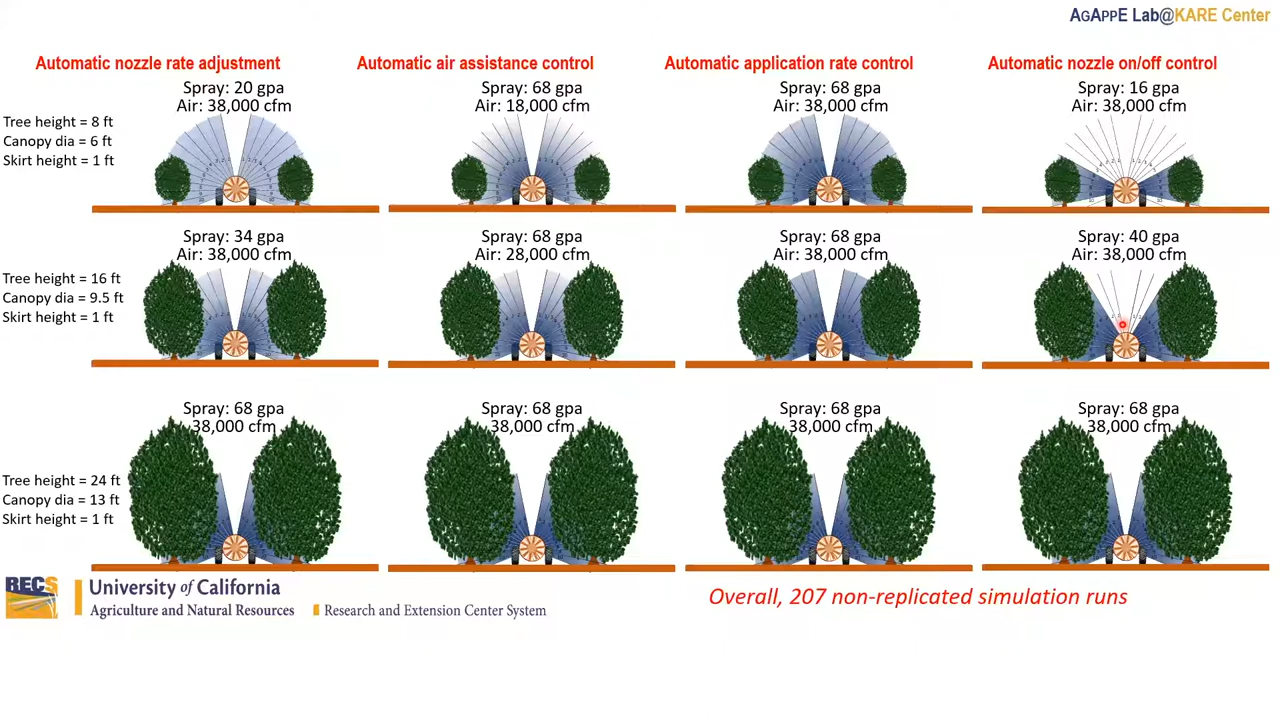 AGAPPE Lab@KARE Center
Automatic nozzle rate adjustment
Automatic air assistance control
Automatic application rate control
Automatic nozzle on/off control
Spray: 20 gpa
Air: 38,000 cfm
Spray: 68 gpa
Air: 18,000 cfm
Spray: 68 gpa
Air: 38,000 cfm
Spray: 16 gpa
Air: 38,000 cfm
Tree height = 8 ft
Canopy dia = 6 ft
Skirt height = 1 ft
Spray: 34 gpa
Air: 38,000 cfm
Spray: 68 gpa
Air: 28,000 cfm
Spray: 68 gpa
Air: 38,000 cfm
Spray: 40 gpa
Air: 38,000 cfm
Tree height = 16 ft
Canopy dia = 9.5 ft
Skirt height = 1 ft
Spray: 68 gpa
38,000 cfm
Spray: 68 gpa
38,000 cfm
Spray: 68 gpa
38,000 cfm
Spray: 68 gpa
38,000 cfm
Tree height = 24 ft
Canopy dia = 13 ft
Skirt height = 1 ft
RECS
University of California
Agriculture and Natural Resources
Research and Extension Center System
Overall, 207 non-replicated simulation runs